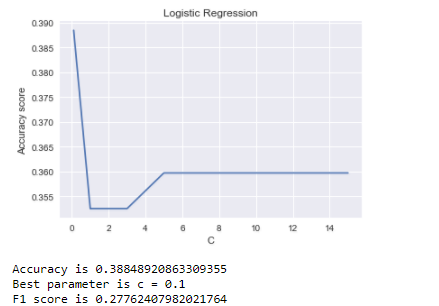 Logistic Regression
0.390
0.385
0.380
0.375
0.370
0.365
0.360
0.355
Accuracy score
0 2 4 6 8 10 12 14
C
Accuracy is 0.38848920863309355
Best parameter is c = 0.1
F1 score is 0.27762407982021764